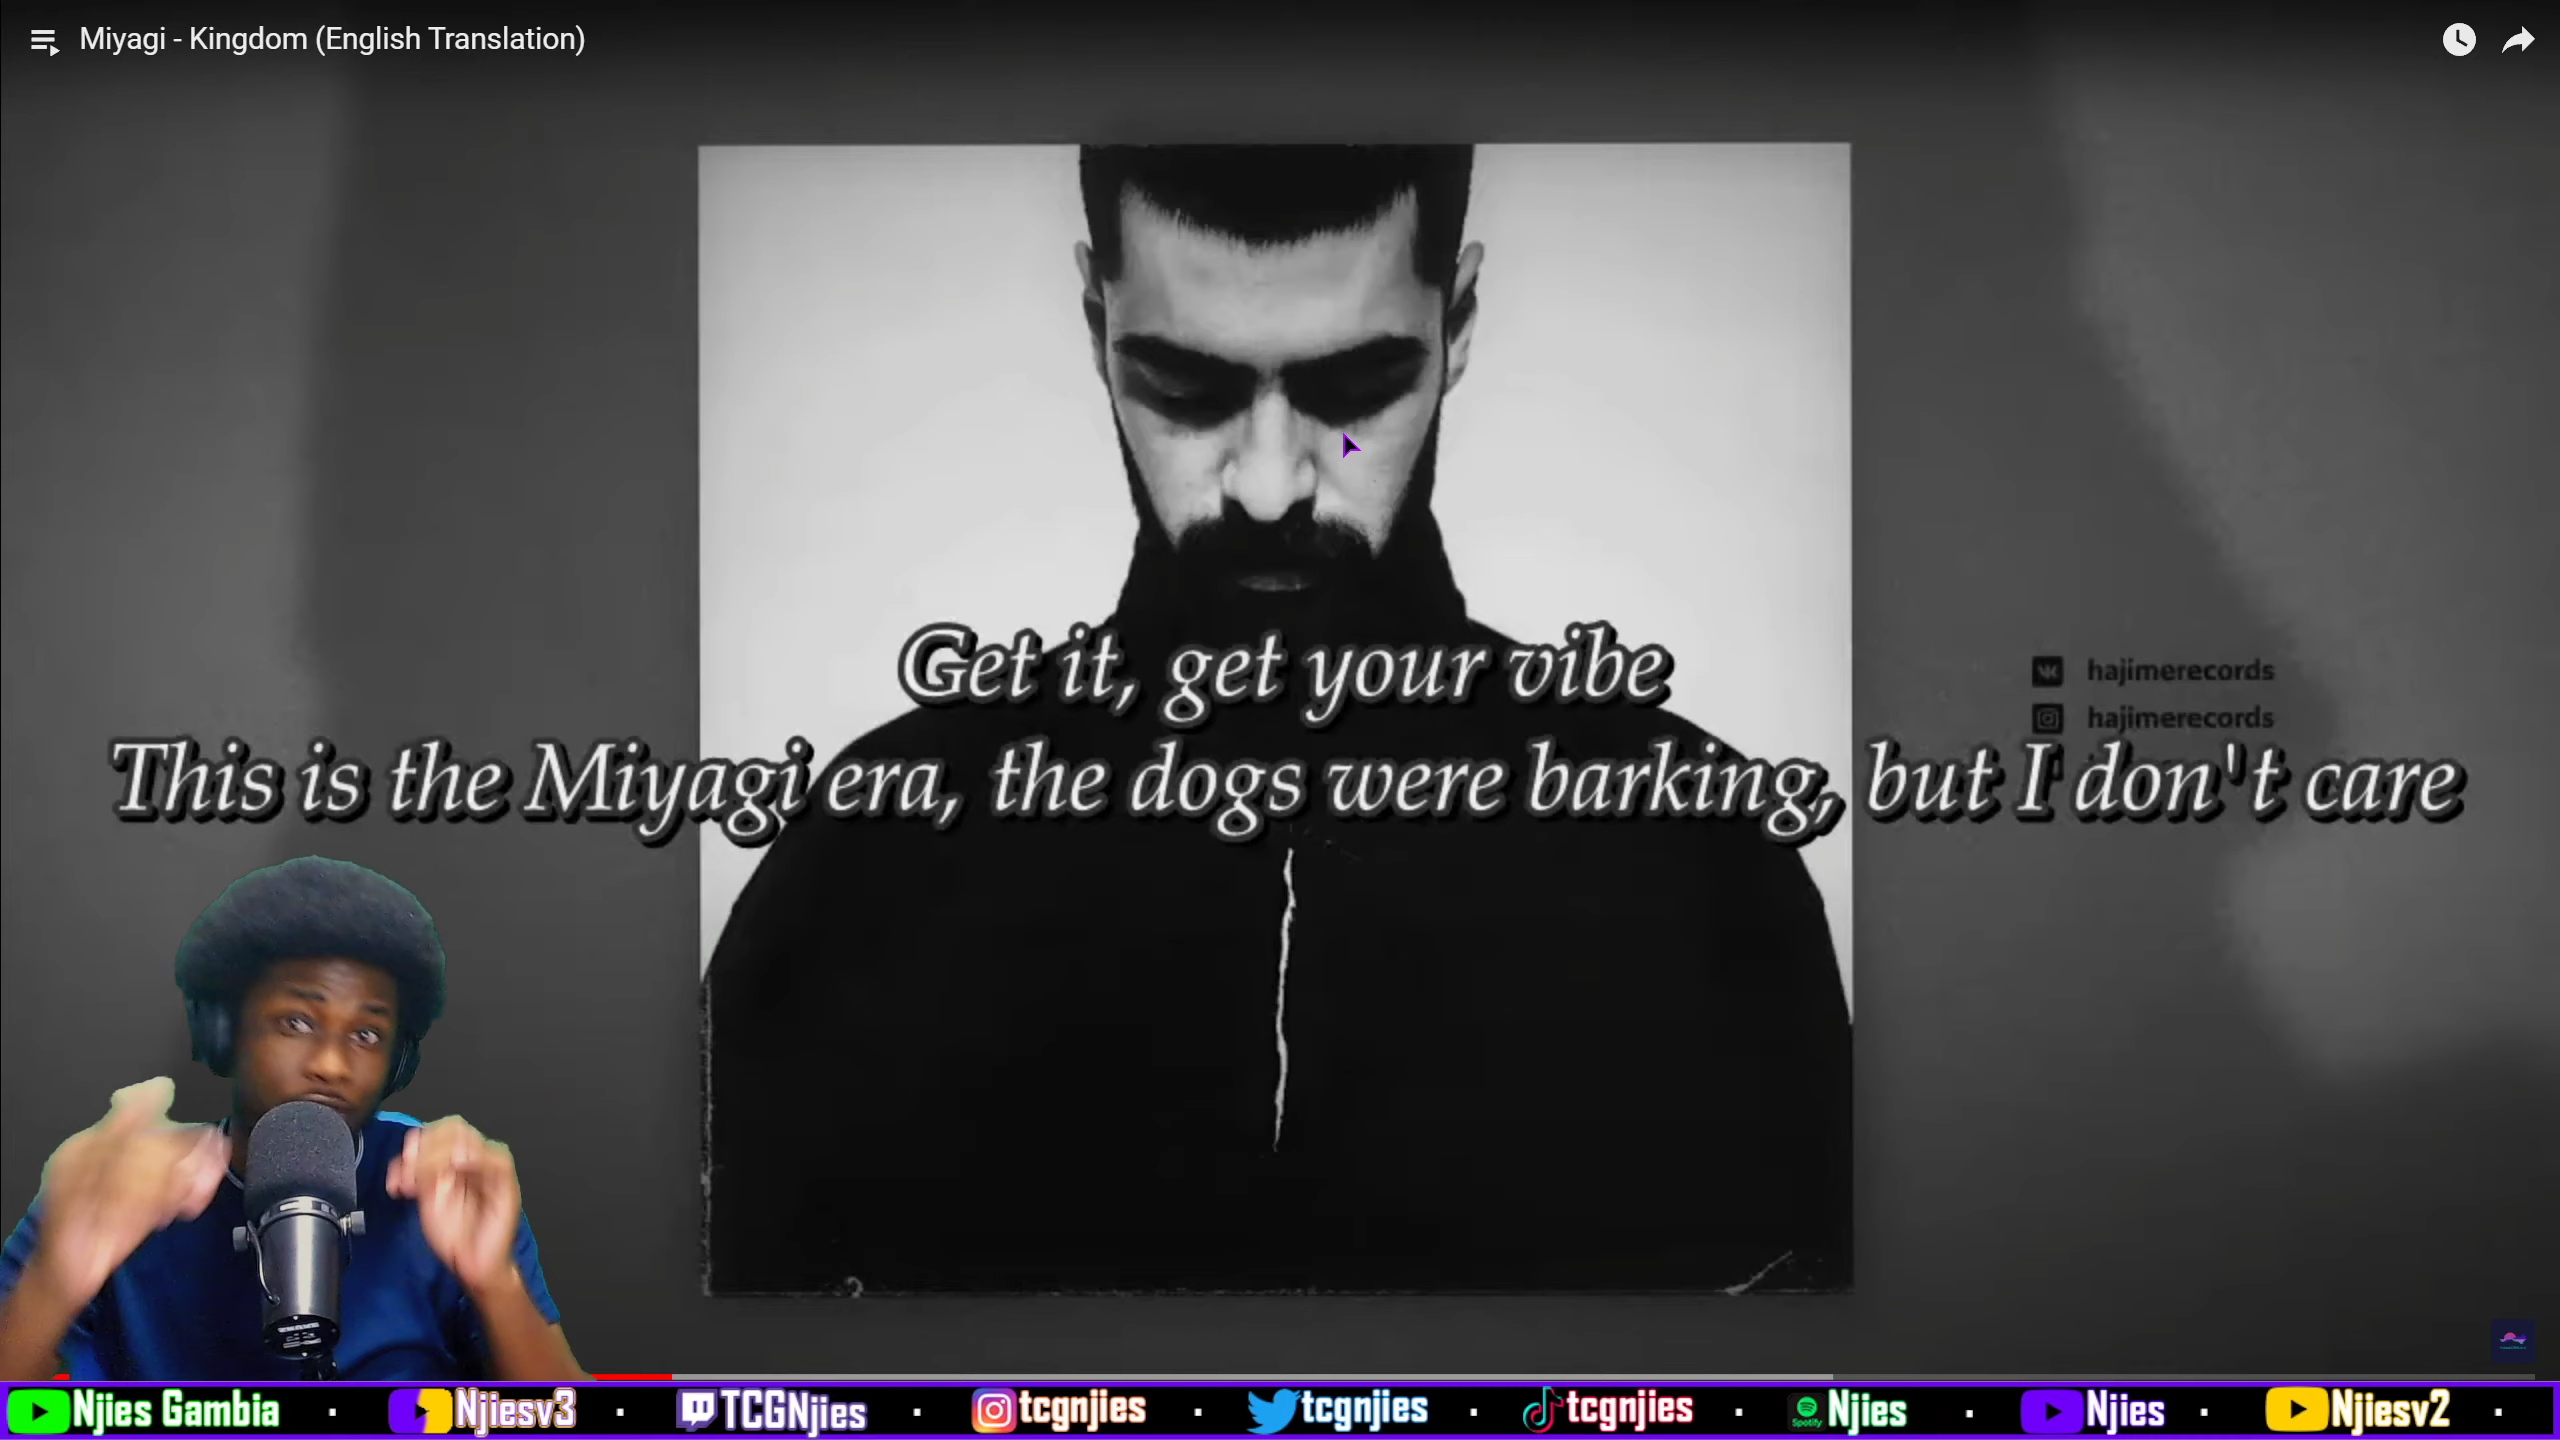 Miyagi - Kingdom (English Translation)
Get it, get your vibe
hajimerecords
hajimerecords
This is the Miyagi era, the dogs were barking, but I don't care
Njies Gambia · Njiesv3 · TCGNjies · tcgnjies · tcgnjies · tcgnjies · Spotify Njies · Njies · Njiesv2 ·